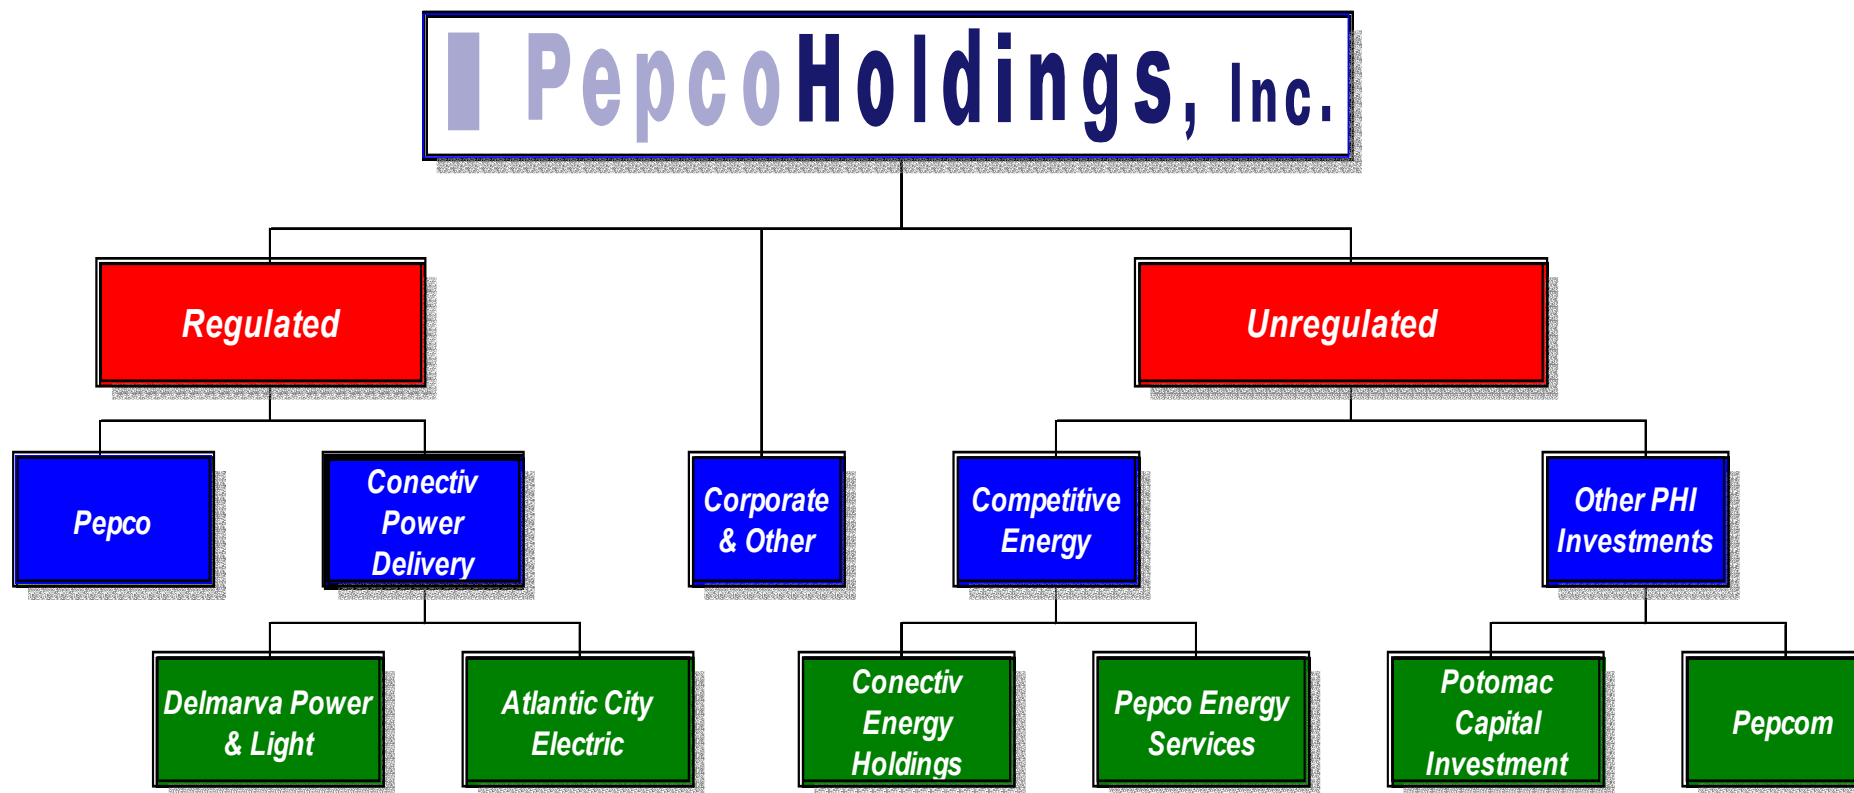 PepcoHoldings, Inc.
Regulated
Unregulated
Pepco
Conectiv
Power
Delivery
Corporate
& Other
Competitive
Energy
Other PHI
Investments
Delmarva Power
& Light
Atlantic City
Electric
Conectiv
Energy
Holdings
Pepco Energy
Services
Potomac
Capital
Investment
Pepcom